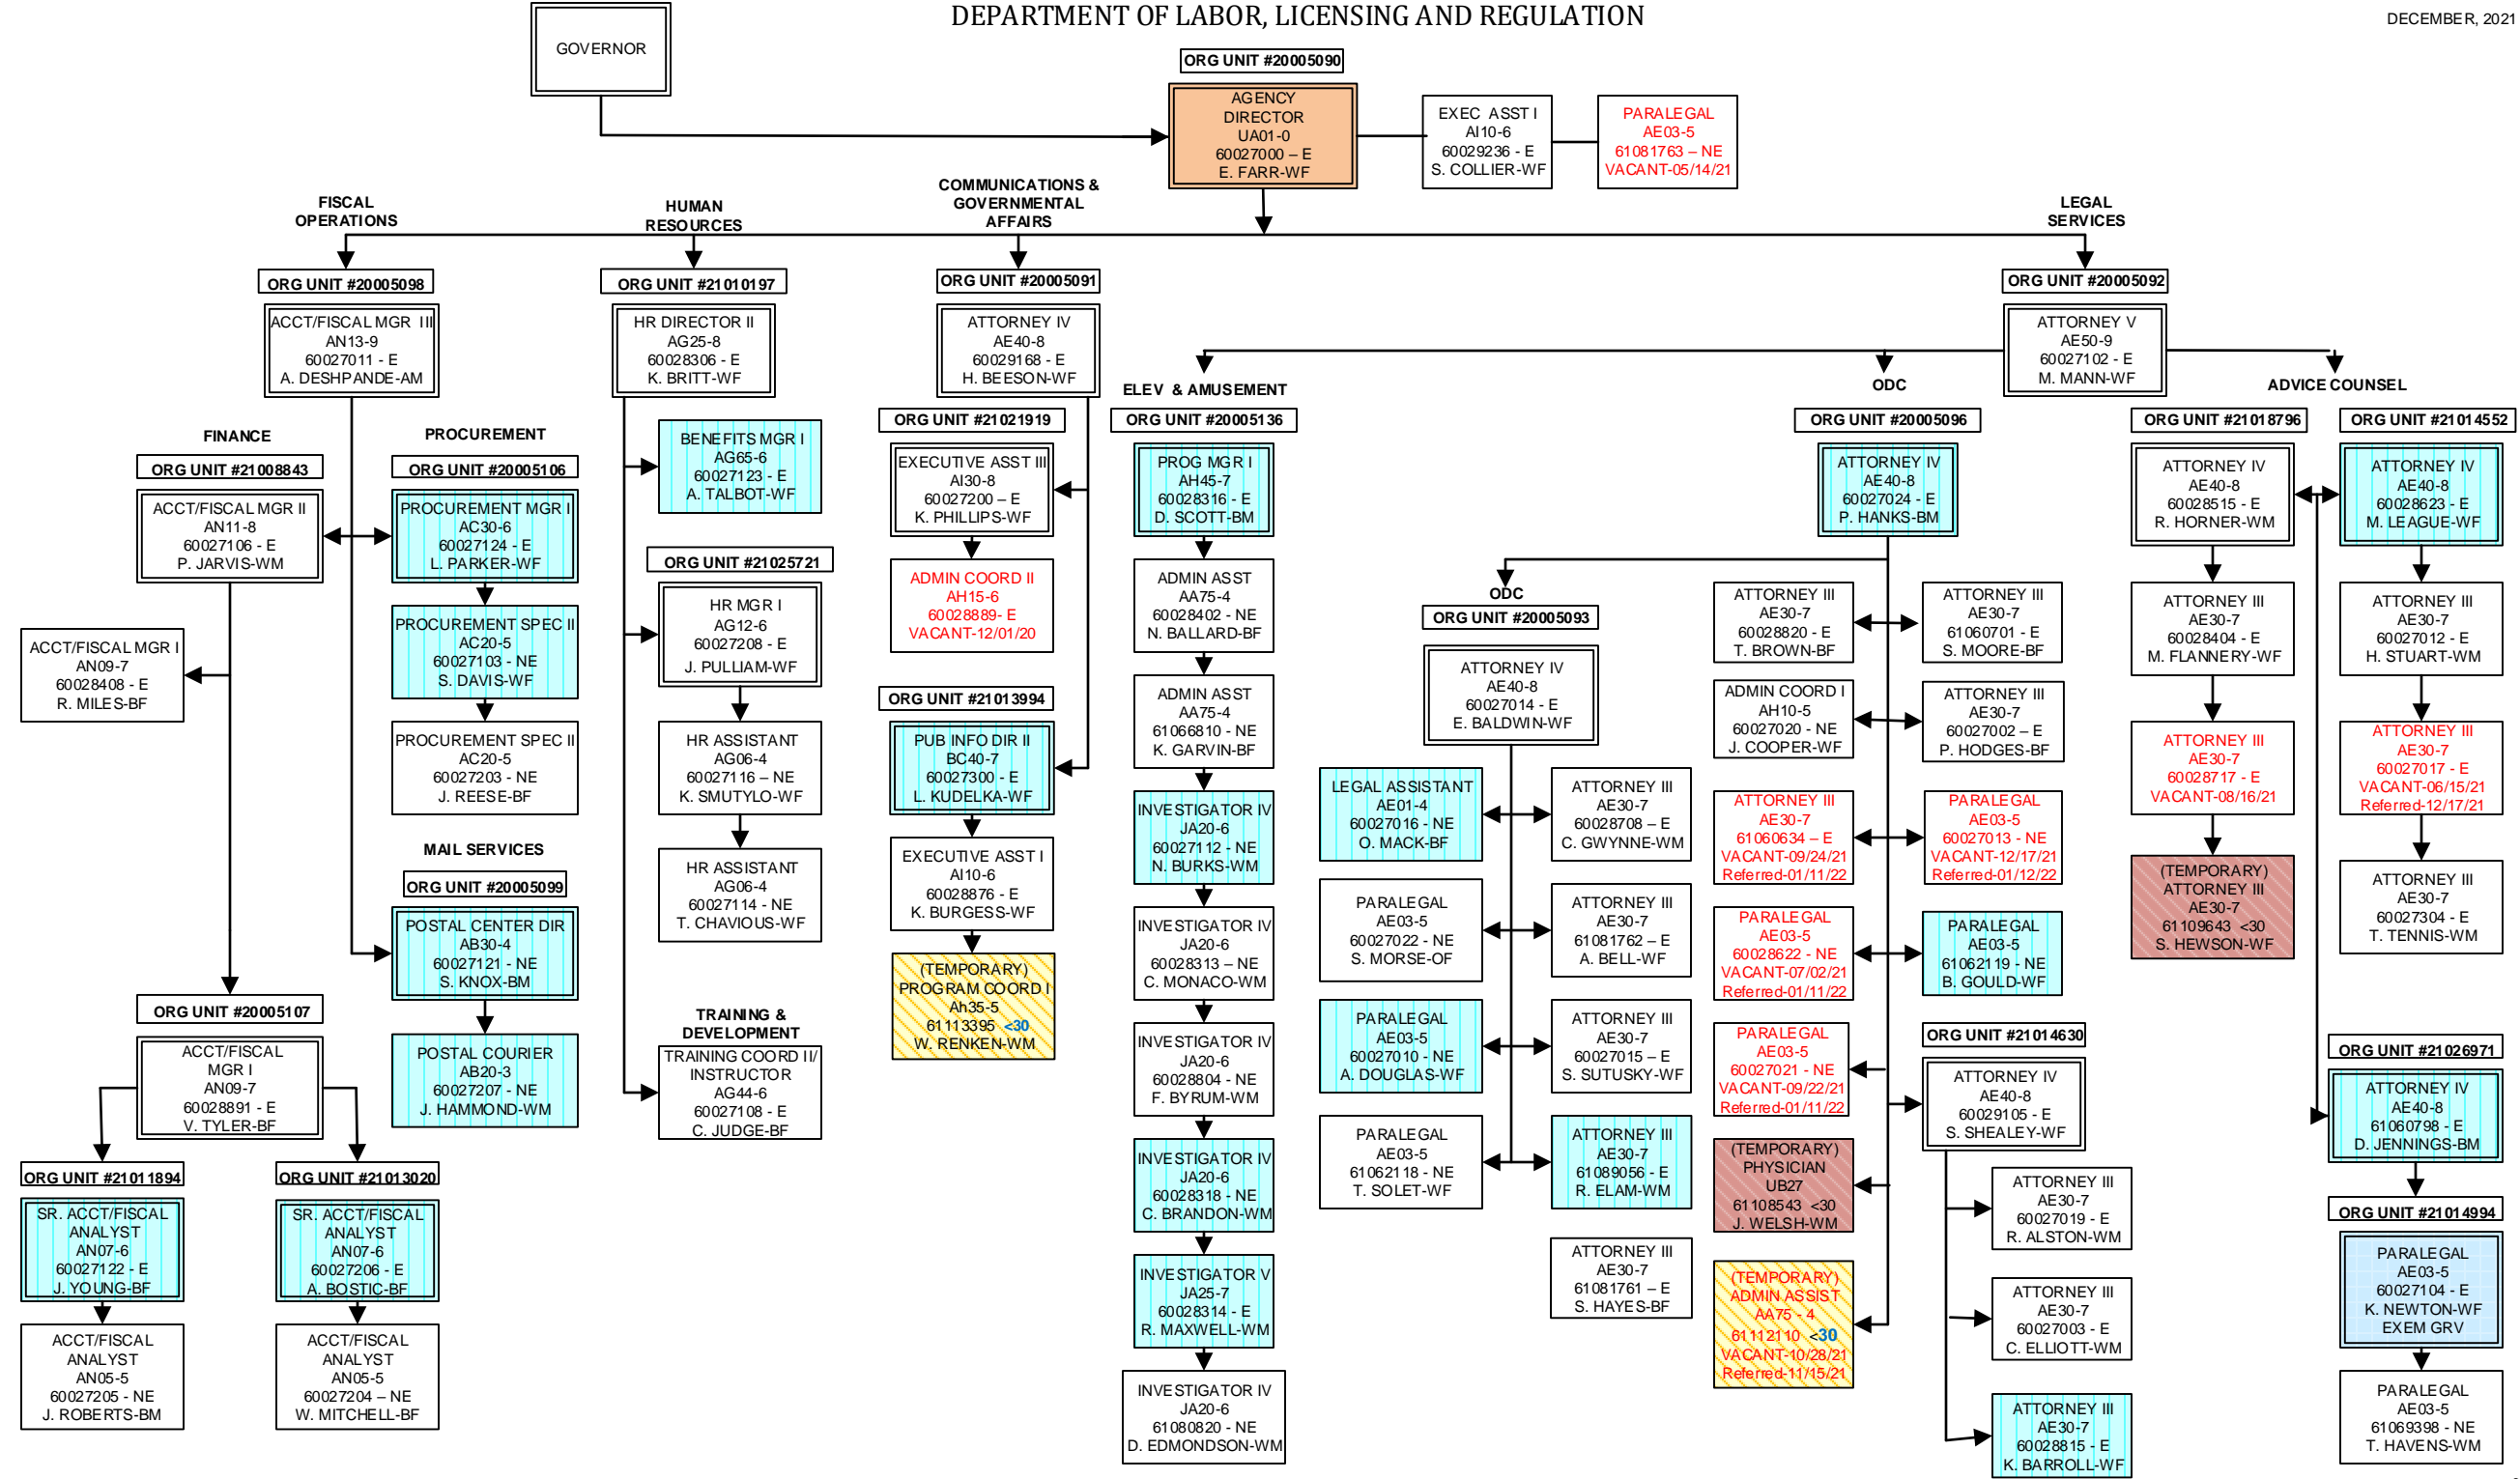 DEPARTMENT OF LABOR, LICENSING AND REGULATION
DECEMBER, 2021
GOVERNOR
ORG UNIT #20005090
AGENCY
DIRECTOR
UA01-0
60027000 – E
E. FARR-WF
EXEC ASST I
AI10-6
60029236 - E
S. COLLIER-WF
PARALEGAL
AE03-5
61081763 – NE
VACANT-05/14/21
FISCAL
OPERATIONS
HUMAN
RESOURCES
COMMUNICATIONS &
GOVERNMENTAL
AFFAIRS
LEGAL
SERVICES
ORG UNIT #20005098
ACCT/FISCAL MGR III
AN13-9
60027011 - E
A. DESHPANDE-AM
FINANCE
ORG UNIT #21008843
ACCT/FISCAL MGR II
AN11-8
60027106 - E
P. JARVIS-WM
ACCT/FISCAL MGR I
AN09-7
60028408 - E
R. MILES-BF
ORG UNIT #20005107
ACCT/FISCAL
MGR I
AN09-7
60028891 - E
V. TYLER-BF
ORG UNIT #21011894
SR. ACCT/FISCAL
ANALYST
AN07-6
60027122 - E
J. YOUNG-BF
ACCT/FISCAL
ANALYST
AN05-5
60027205 - NE
J. ROBERTS-BM
ORG UNIT #21013020
SR. ACCT/FISCAL
ANALYST
AN07-6
60027206 - E
A. BOSTIC-BF
ACCT/FISCAL
ANALYST
AN05-5
60027204 – NE
W. MITCHELL-BF
PROCUREMENT
ORG UNIT #20005106
PROCUREMENT MGR I
AC30-6
60027124 - E
L. PARKER-WF
PROCUREMENT SPEC II
AC20-5
60027103 - NE
S. DAVIS-WF
PROCUREMENT SPEC II
AC20-5
60027203 - NE
J. REESE-BF
MAIL SERVICES
ORG UNIT #20005099
POSTAL CENTER DIR
AB30-4
60027121 - NE
S. KNOX-BM
POSTAL COURIER
AB20-3
60027207 - NE
J. HAMMOND-WM
ORG UNIT #21010197
HR DIRECTOR II
AG25-8
60028306 - E
K. BRITT-WF
BENEFITS MGR I
AG65-6
60027123 - E
A. TALBOT-WF
ORG UNIT #21025721
HR MGR I
AG12-6
60027208 - E
J. PULLIAM-WF
HR ASSISTANT
AG06-4
60027116 – NE
K. SMUTYLO-WF
HR ASSISTANT
AG06-4
60027114 - NE
T. CHAVIOUS-WF
TRAINING &
DEVELOPMENT
TRAINING COORD II/
INSTRUCTOR
AG44-6
60027108 - E
C. JUDGE-BF
ORG UNIT #20005091
ATTORNEY IV
AE40-8
60029168 - E
H. BEESON-WF
ORG UNIT #21021919
EXECUTIVE ASST III
AI30-8
60027200 – E
K. PHILLIPS-WF
ADMIN COORD II
AH15-6
60028889- E
VACANT-12/01/20
ORG UNIT #21013994
PUB INFO DIR II
BC40-7
60027300 - E
L. KUDELKA-WF
EXECUTIVE ASST I
AI10-6
60028876 - E
K. BURGESS-WF
(TEMPORARY)
PROGRAM COORD I
Ah35-5
61113395 <30
W. RENKEN-WM
ORG UNIT #20005092
ATTORNEY V
AE50-9
60027102 - E
M. MANN-WF
ELEV & AMUSEMENT
ORG UNIT #20005136
PROG MGR I
AH45-7
60028316 - E
D. SCOTT-BM
ADMIN ASST
AA75-4
60028402 - NE
N. BALLARD-BF
ADMIN ASST
AA75-4
61066810 - NE
K. GARVIN-BF
INVESTIGATOR IV
JA20-6
60027112 - NE
N. BURKS-WM
INVESTIGATOR IV
JA20-6
60028313 – NE
C. MONACO-WM
INVESTIGATOR IV
JA20-6
60028804 - NE
F. BYRUM-WM
INVESTIGATOR IV
JA20-6
60028318 - NE
C. BRANDON-WM
INVESTIGATOR V
JA25-7
60028314 - E
R. MAXWELL-WM
INVESTIGATOR IV
JA20-6
61080820 - NE
D. EDMONDSON-WM
ODC
ORG UNIT #20005096
ATTORNEY IV
AE40-8
60027024 - E
P. HANKS-BM
ODC
ORG UNIT #20005093
ATTORNEY IV
AE40-8
60027014 - E
E. BALDWIN-WF
LEGAL ASSISTANT
AE01-4
60027016 - NE
O. MACK-BF
ATTORNEY III
AE30-7
60028708 – E
C. GWYNNE-WM
PARALEGAL
AE03-5
60027022 - NE
S. MORSE-OF
ATTORNEY III
AE30-7
61081762 – E
A. BELL-WF
PARALEGAL
AE03-5
60027010 - NE
A. DOUGLAS-WF
ATTORNEY III
AE30-7
60027015 – E
S. SUTUSKY-WF
PARALEGAL
AE03-5
61062118 - NE
T. SOLET-WF
ATTORNEY III
AE30-7
61089056 - E
R. ELAM-WM
ATTORNEY III
AE30-7
61081761 – E
S. HAYES-BF
ATTORNEY III
AE30-7
60028820 - E
T. BROWN-BF
ATTORNEY III
AE30-7
61060701 - E
S. MOORE-BF
ADMIN COORD I
AH10-5
60027020 - NE
J. COOPER-WF
ATTORNEY III
AE30-7
60027002 – E
P. HODGES-BF
ATTORNEY III
AE30-7
61060634 – E
VACANT-09/24/21
Referred-01/11/22
PARALEGAL
AE03-5
60027013 - NE
VACANT-12/17/21
Referred-01/12/22
PARALEGAL
AE03-5
60028622 - NE
VACANT-07/02/21
Referred-01/11/22
PARALEGAL
AE03-5
61062119 - NE
B. GOULD-WF
PARALEGAL
AE03-5
60027021 - NE
VACANT-09/22/21
Referred-01/11/22
(TEMPORARY)
PHYSICIAN
UB27
61108543 <30
J. WELSH-WM
(TEMPORARY)
ADMIN ASSIST
AA75 - 4
61112110 <30
VACANT-10/28/21
Referred-11/15/21
ORG UNIT #21014630
ATTORNEY IV
AE40-8
60029105 - E
S. SHEALEY-WF
ATTORNEY III
AE30-7
60027019 - E
R. ALSTON-WM
ATTORNEY III
AE30-7
60027003 - E
C. ELLIOTT-WM
ATTORNEY III
AE30-7
60028815 - E
K. BARROLL-WF
ADVICE COUNSEL
ORG UNIT #21018796
ATTORNEY IV
AE40-8
60028515 - E
R. HORNER-WM
ATTORNEY III
AE30-7
60028404 - E
M. FLANNERY-WF
ATTORNEY III
AE30-7
60028717 - E
VACANT-08/16/21
(TEMPORARY)
ATTORNEY III
AE30-7
61109643 <30
S. HEWSON-WF
ORG UNIT #21014552
ATTORNEY IV
AE40-8
60028623 - E
M. LEAGUE-WF
ATTORNEY III
AE30-7
60027012 - E
H. STUART-WM
ATTORNEY III
AE30-7
60027017 - E
VACANT-06/15/21
Referred-12/17/21
ATTORNEY III
AE30-7
60027304 – E
T. TENNIS-WM
ORG UNIT #21026971
ATTORNEY IV
AE40-8
61060798 - E
D. JENNINGS-BM
ORG UNIT #21014994
PARALEGAL
AE03-5
60027104 - E
K. NEWTON-WF
EXEM GRV
PARALEGAL
AE03-5
61069398 - NE
T. HAVENS-WM